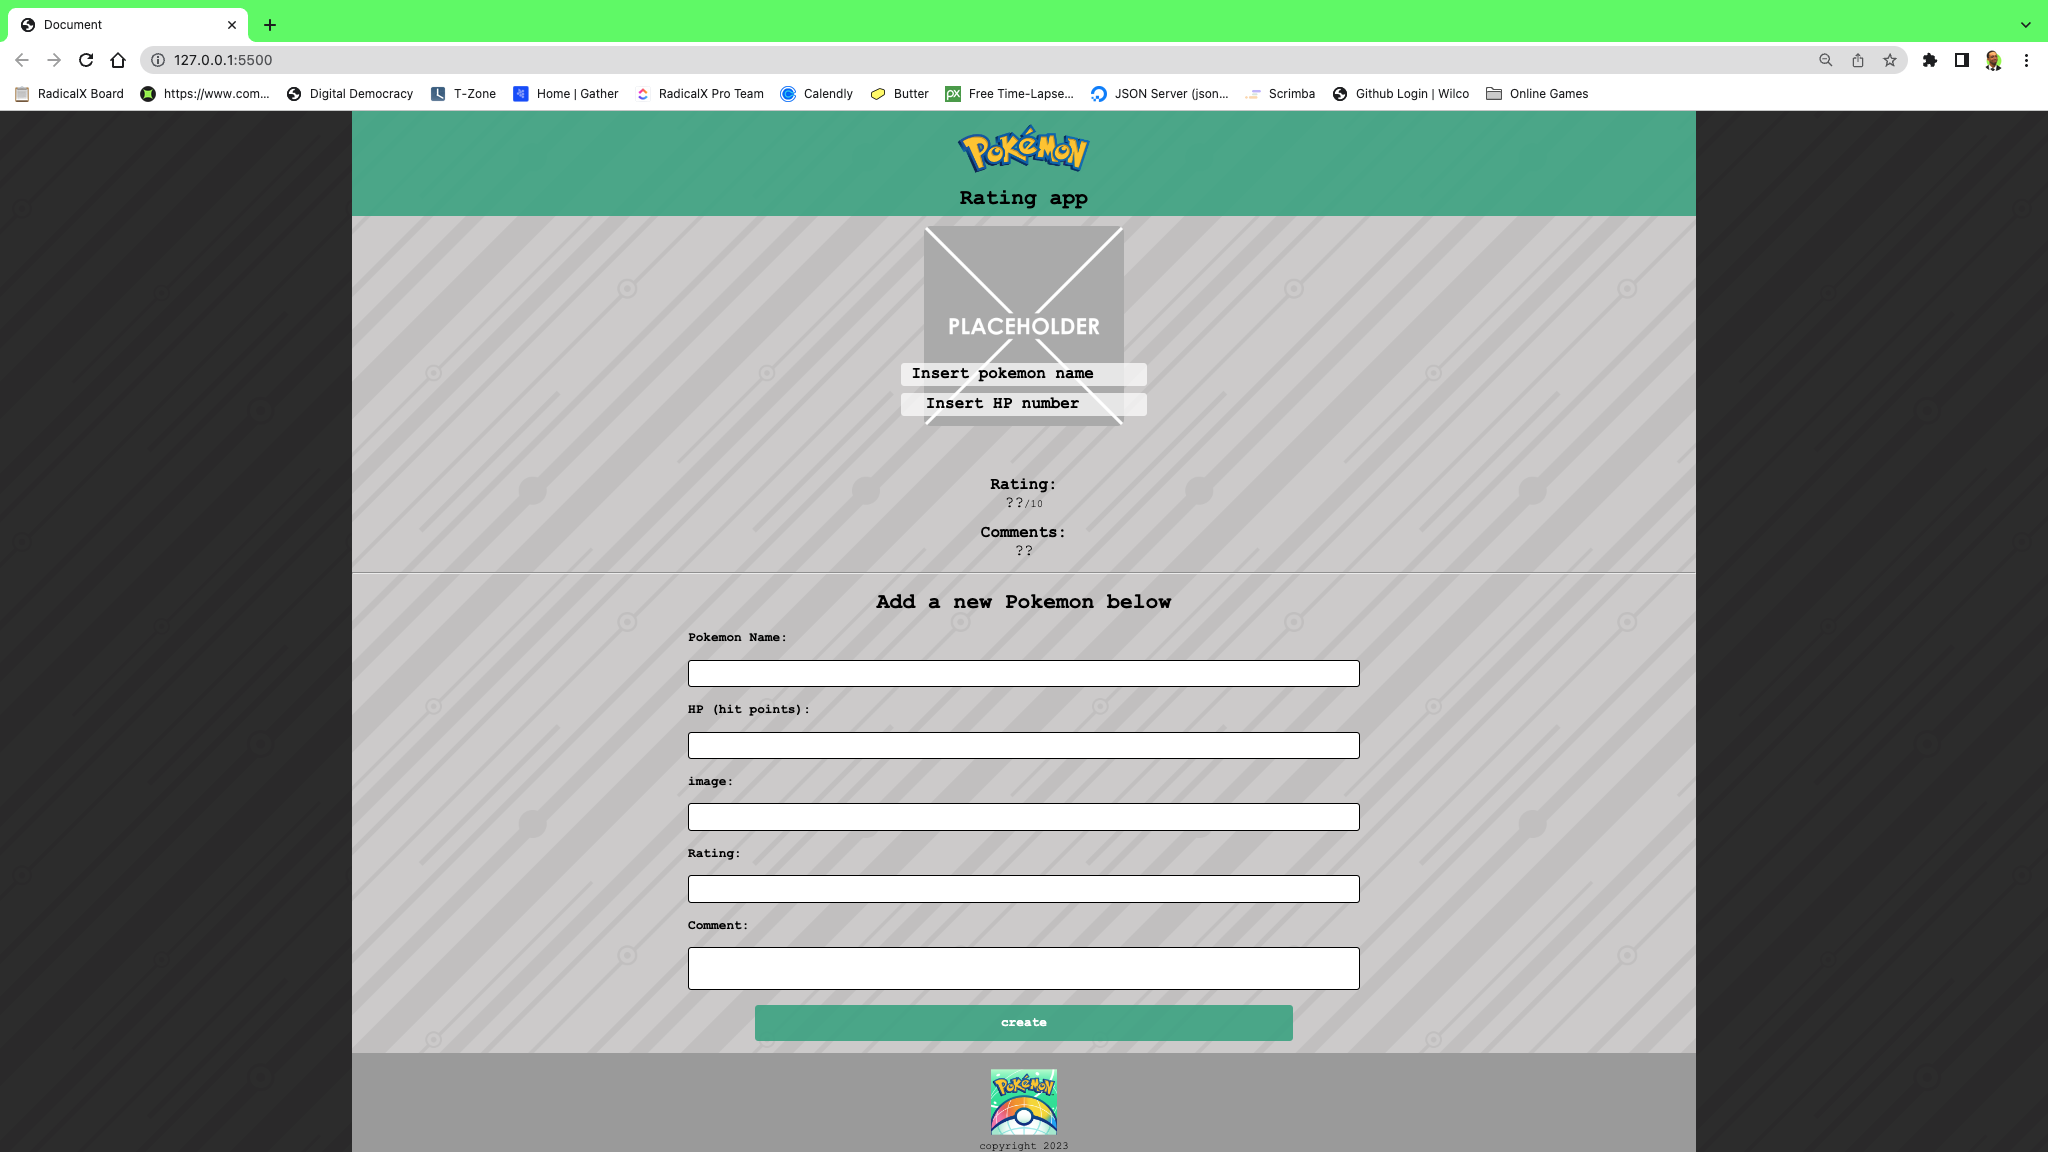 Document
127.0.0.1:5500
RadicalX Board https://www.com... Digital Democracy T-Zone Home | Gather RadicalX Pro Team Calendly Butter Free Time-Lapse... JSON Server (json... Scrimba Github Login | Wilco Online Games
POKéMON
Rating app
PLACEHOLDER
Insert pokemon name
Insert HP number
Rating:
??/10
Comments:
??
Add a new Pokemon below
Pokemon Name:
HP (hit points):
image:
Rating:
Comment:
create
POKéMON
copyright 2023